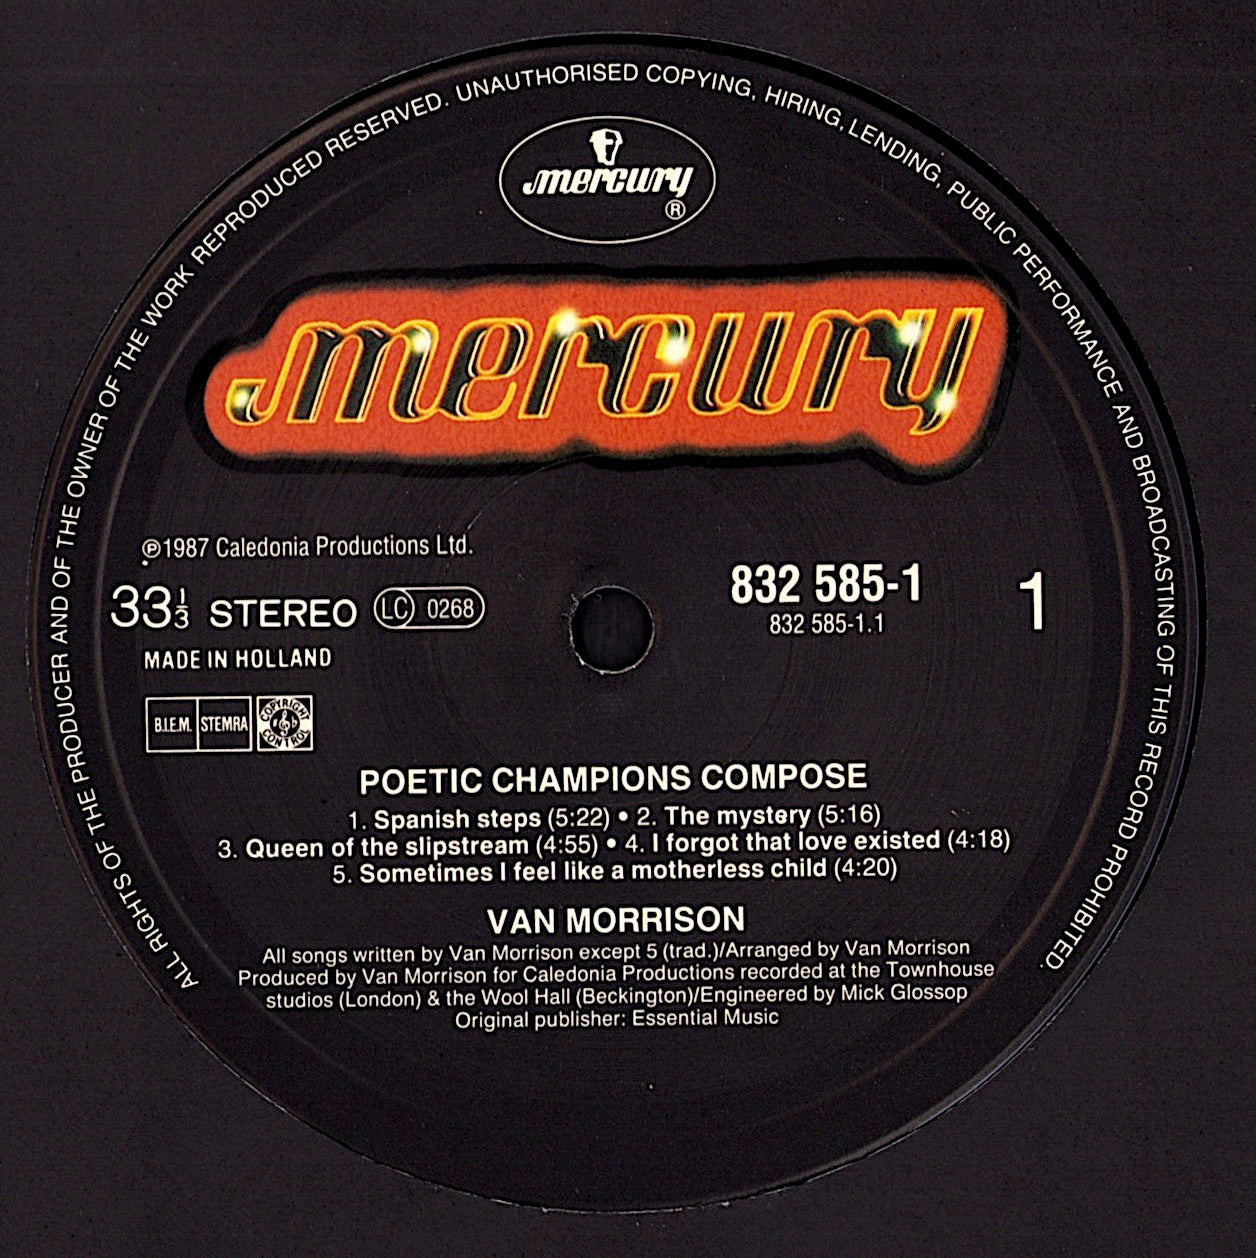 ALL RIGHTS OF THE PRODUCER AND OF THE OWNER OF THE WORK REPRODUCED RESERVED. UNAUTHORISED COPYING, HIRING, LENDING, PUBLIC PERFORMANCE AND BROADCASTING OF THIS RECORD PROHIBITED.
mercury
®
mercury
℗1987 Caledonia Productions Ltd.
33⅓ STEREO LC 0268
MADE IN HOLLAND
832 585-1
832 585-1.1
1
B.I.E.M. STEMRA COPYRIGHT CONTROL
POETIC CHAMPIONS COMPOSE
1. Spanish steps (5:22) • 2. The mystery (5:16)
3. Queen of the slipstream (4:55) • 4. I forgot that love existed (4:18)
5. Sometimes I feel like a motherless child (4:20)
VAN MORRISON
All songs written by Van Morrison except 5 (trad.)/Arranged by Van Morrison
Produced by Van Morrison for Caledonia Productions recorded at the Townhouse
studios (London) & the Wool Hall (Beckington)/Engineered by Mick Glossop
Original publisher: Essential Music